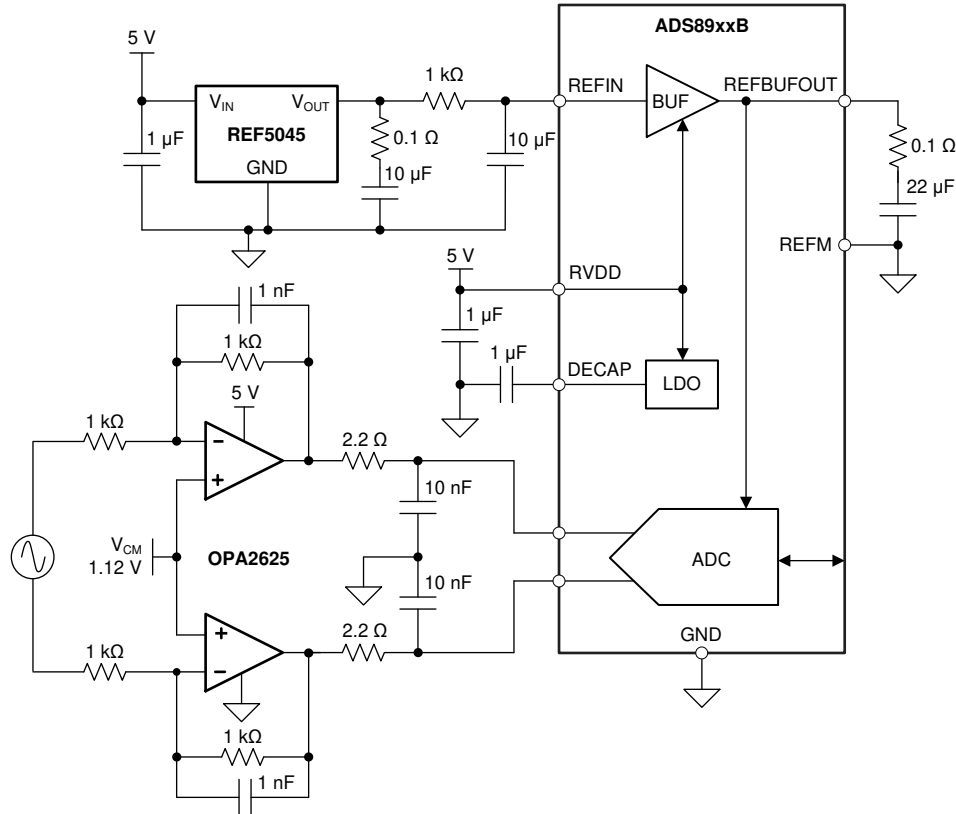 ADS89xxB
5 V
1 kΩ
REFIN
BUF
REFBUFOUT
VIN
VOUT
REF5045
GND
1 µF
0.1 Ω
10 µF
10 µF
0.1 Ω
22 µF
REFM
5 V
RVDD
1 µF
1 µF
DECAP
LDO
1 nF
1 kΩ
5 V
1 kΩ
2.2 Ω
10 nF
VCM
1.12 V
OPA2625
10 nF
ADC
2.2 Ω
1 kΩ
GND
1 kΩ
1 nF